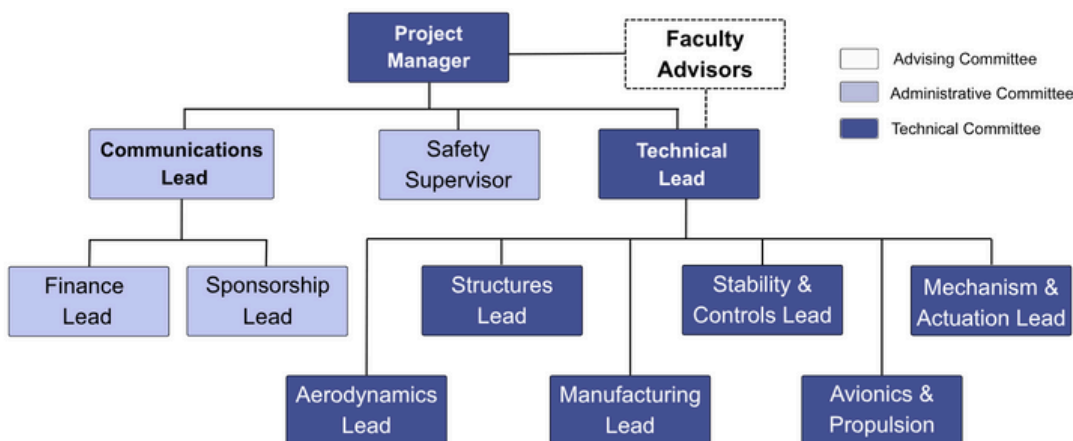 Project
Manager
Faculty
Advisors
Advising Committee
Administrative Committee
Technical Committee
Communications
Lead
Safety
Supervisor
Technical
Lead
Finance
Lead
Sponsorship
Lead
Structures
Lead
Stability &
Controls Lead
Mechanism &
Actuation Lead
Aerodynamics
Lead
Manufacturing
Lead
Avionics &
Propulsion